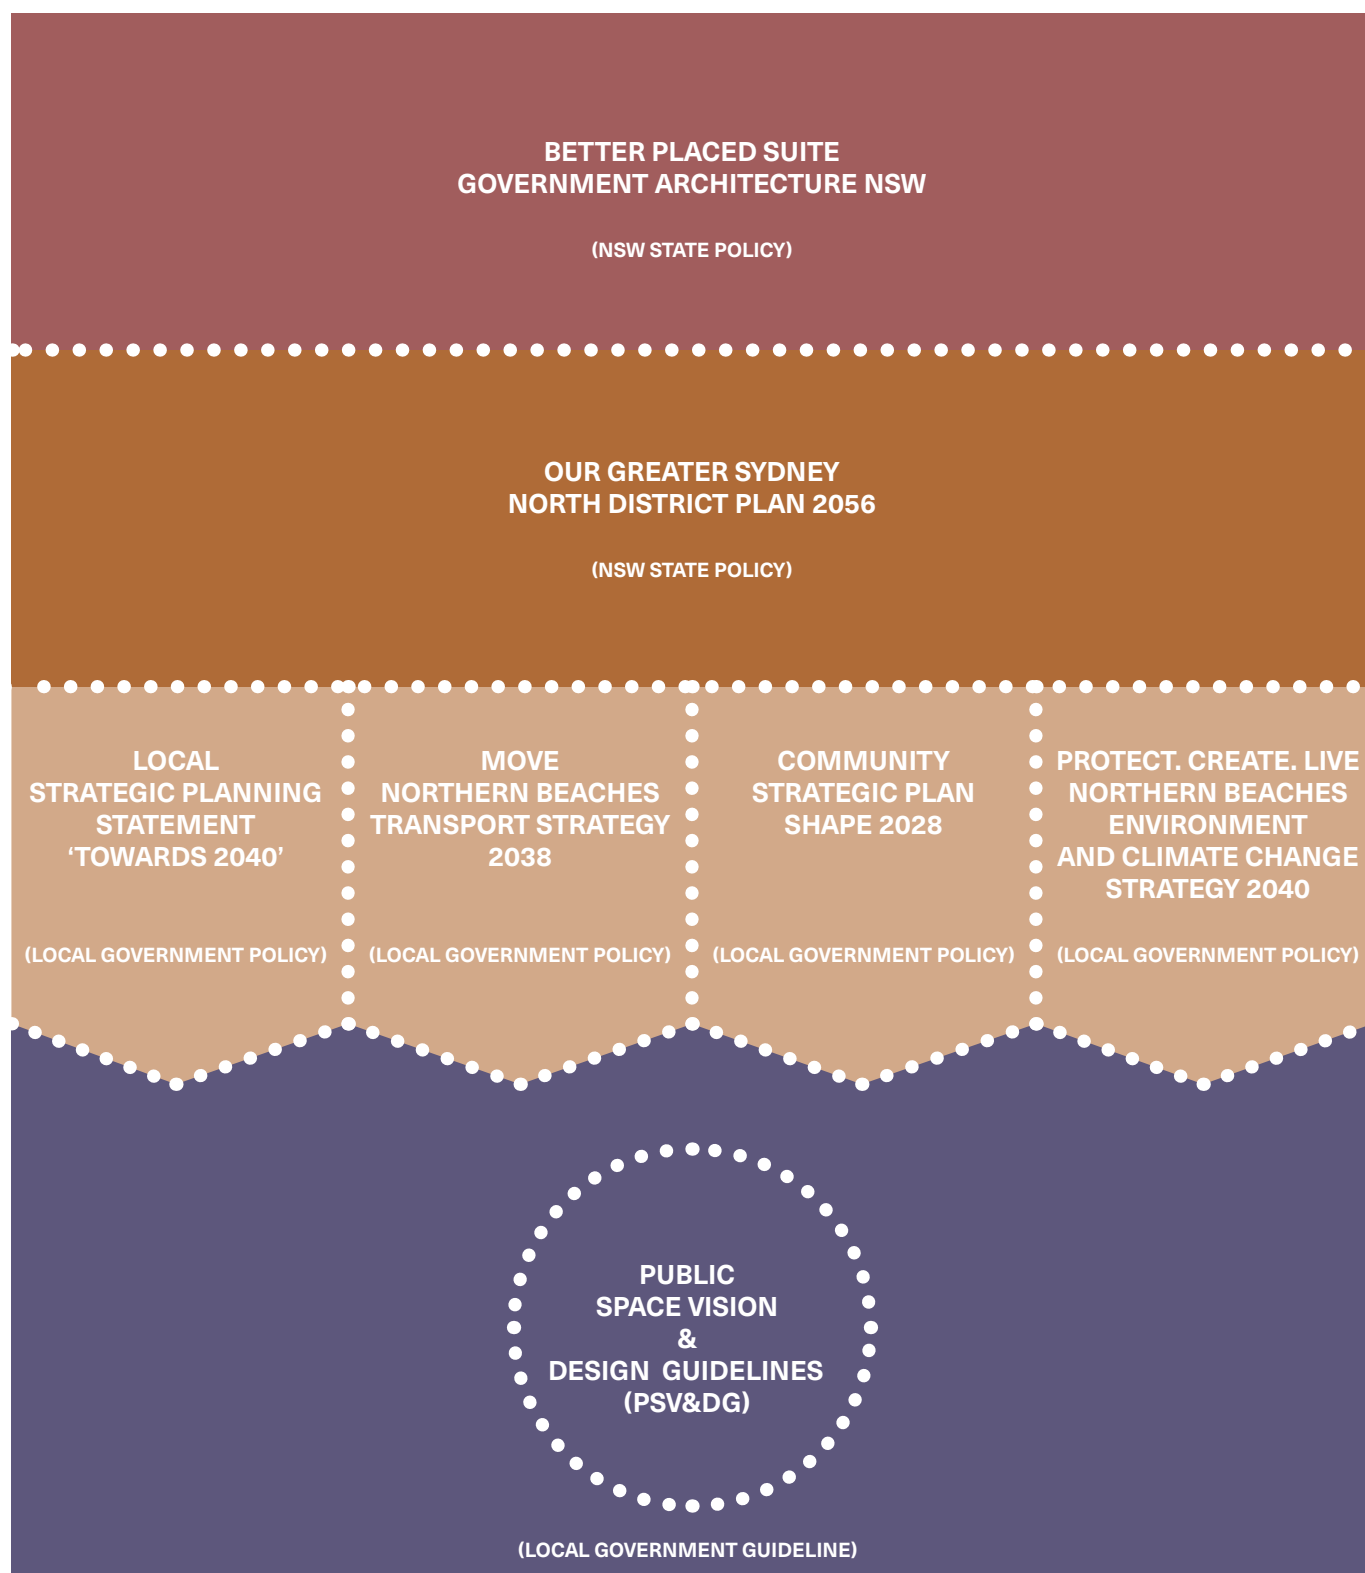 BETTER PLACED SUITE
GOVERNMENT ARCHITECTURE NSW
(NSW STATE POLICY)
OUR GREATER SYDNEY
NORTH DISTRICT PLAN 2056
(NSW STATE POLICY)
LOCAL
STRATEGIC PLANNING
STATEMENT
‘TOWARDS 2040’
(LOCAL GOVERNMENT POLICY)
MOVE
NORTHERN BEACHES
TRANSPORT STRATEGY
2038
(LOCAL GOVERNMENT POLICY)
COMMUNITY
STRATEGIC PLAN
SHAPE 2028
(LOCAL GOVERNMENT POLICY)
PROTECT. CREATE. LIVE
NORTHERN BEACHES
ENVIRONMENT
AND CLIMATE CHANGE
STRATEGY 2040
(LOCAL GOVERNMENT POLICY)
PUBLIC
SPACE VISION
&
DESIGN GUIDELINES
(PSV&DG)
(LOCAL GOVERNMENT GUIDELINE)